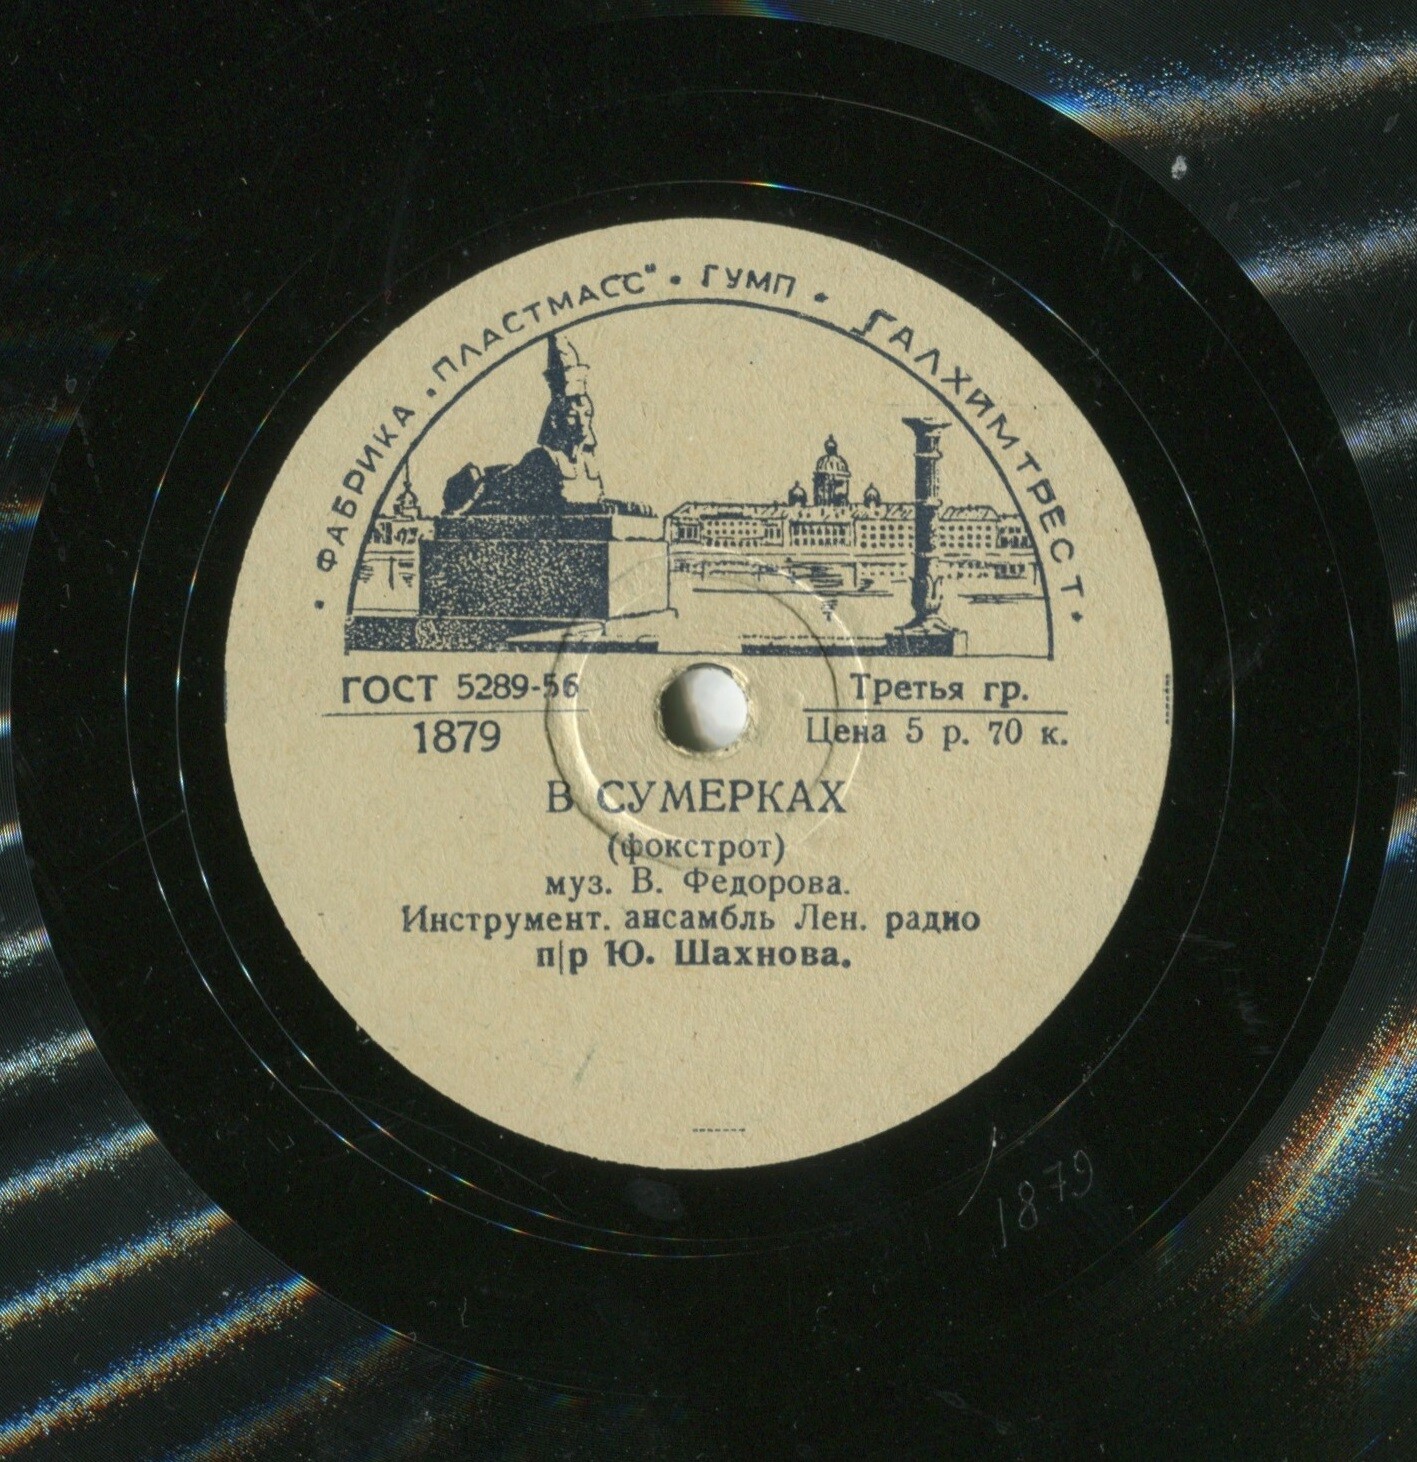 • ФАБРИКА „ПЛАСТМАСС" • ГУМП • ГАЛХИМТРЕСТ •
ГОСТ 5289-56
1879
Третья гр.
Цена 5 р. 70 к.
В СУМЕРКАХ
(фокстрот)
муз. В. Федорова.
Инструмент. ансамбль Лен. радио
п|р Ю. Шахнова.
1879